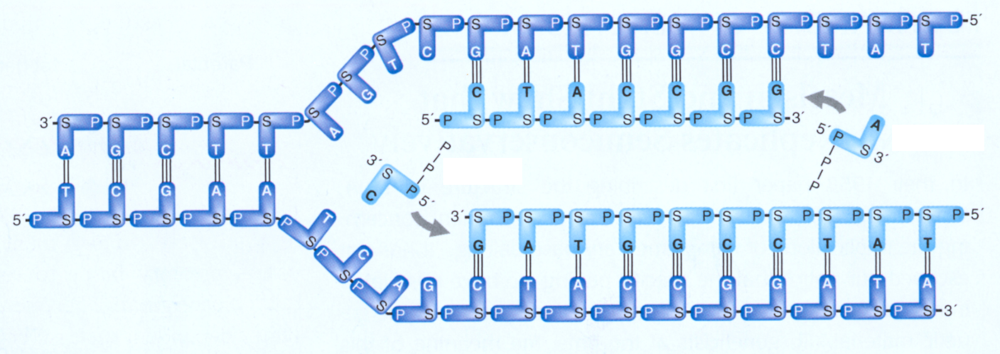 S P S P S P S P S P S P S P S P S P S P S P -5´
C G A T G G C C T A T
P
S
T
P
S
G
P
S
A
3´- S P S P S P S P S P
A G C T T
T C G A A
5´- P S P S P S P S P S
C T A C C G G
5´- P S P S P S P S P S P S P S -3´
5´ P S A 3´
P
P
P
P
3´ S P 5´
C
3´- S P S P S P S P S P S P S P S P S P S P -5´
G A T G G C C T A T
P S T
P S C
P S A
G C T A C C G G A T A
P S P S P S P S P S P S P S P S P S P S P S -3´